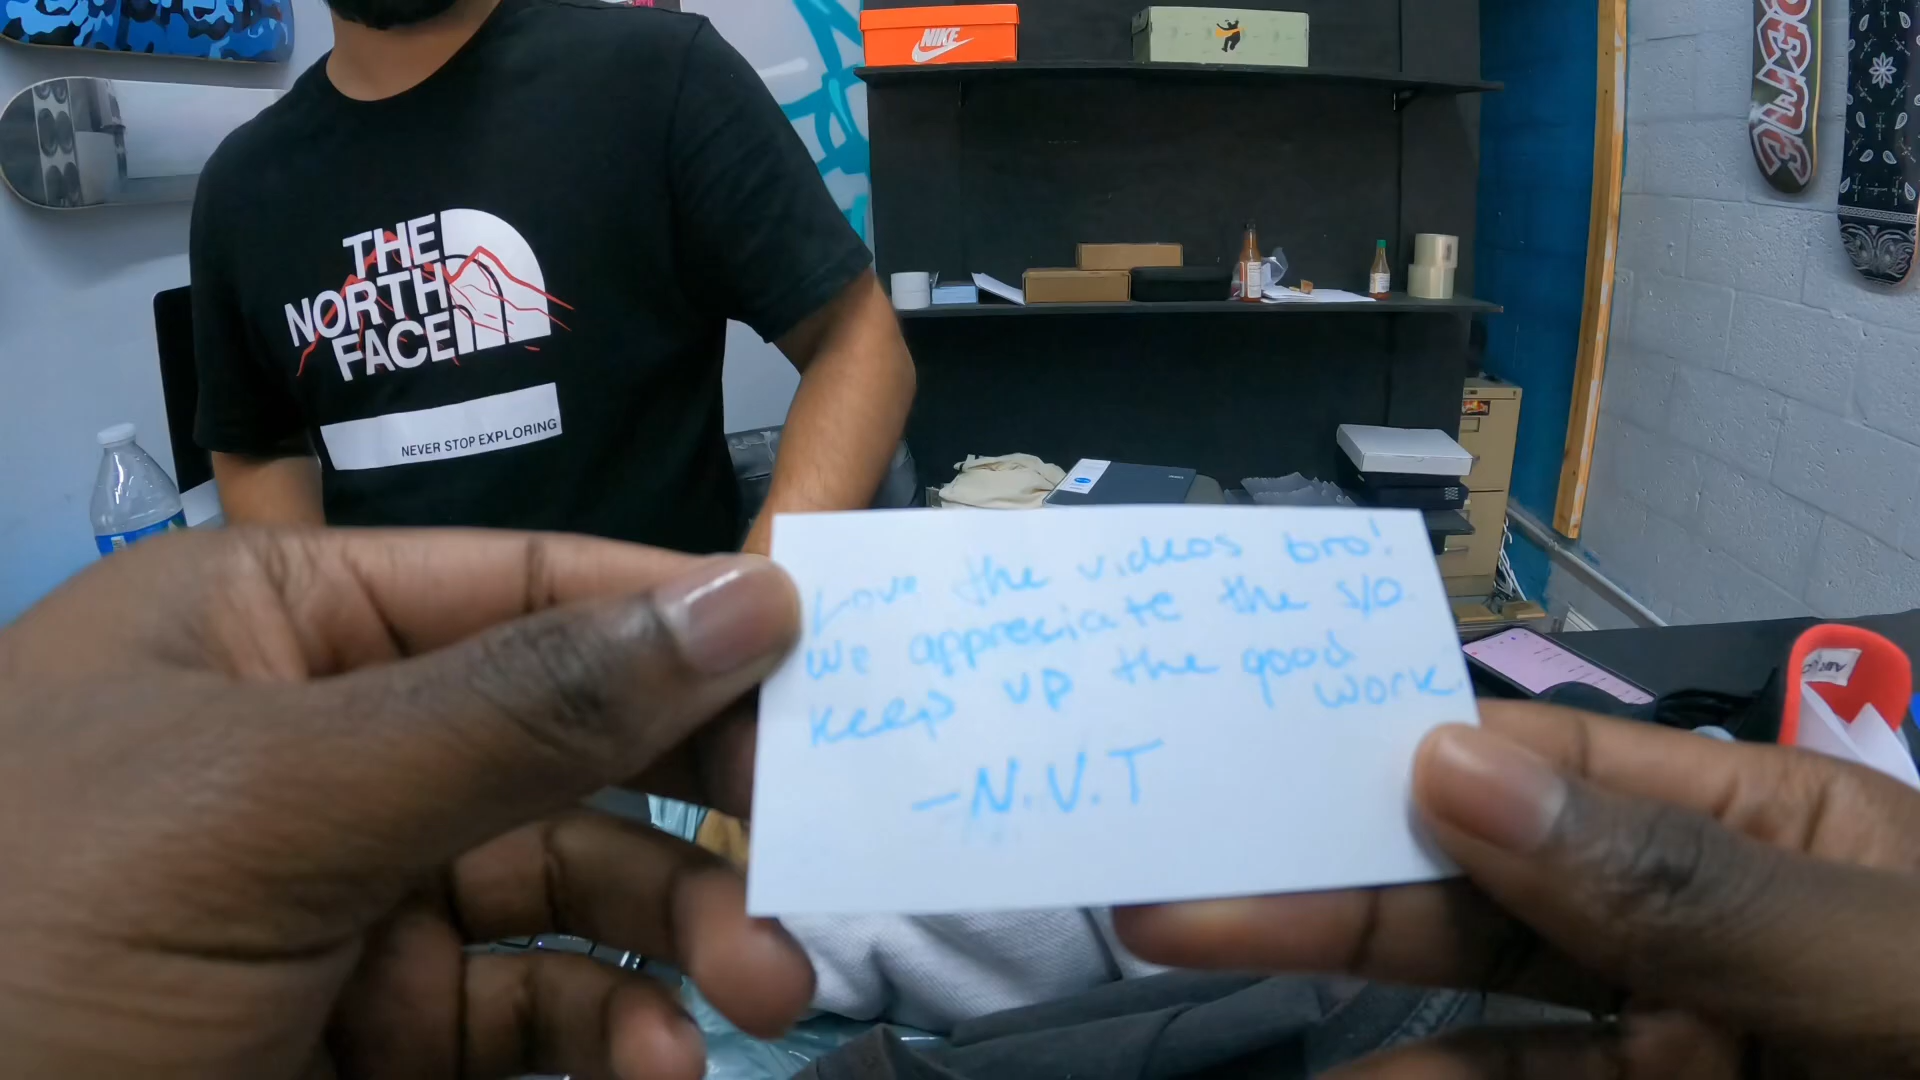 NIKE
THE
NORTH
FACE
NEVER STOP EXPLORING
Love the videos bro!
We appreciate the s/o
Keep up the good
work
-N.V.T